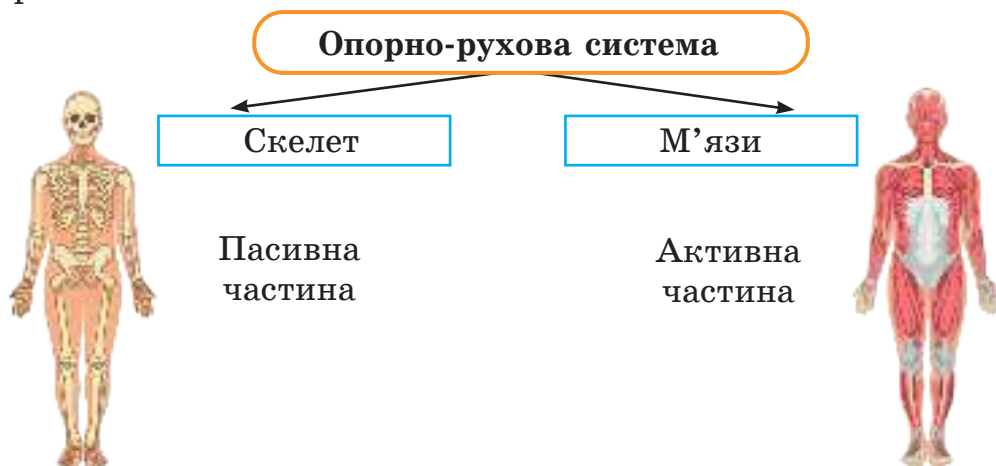 Опорно-рухова система
Скелет
М’язи
Пасивна
частина
Активна
частина